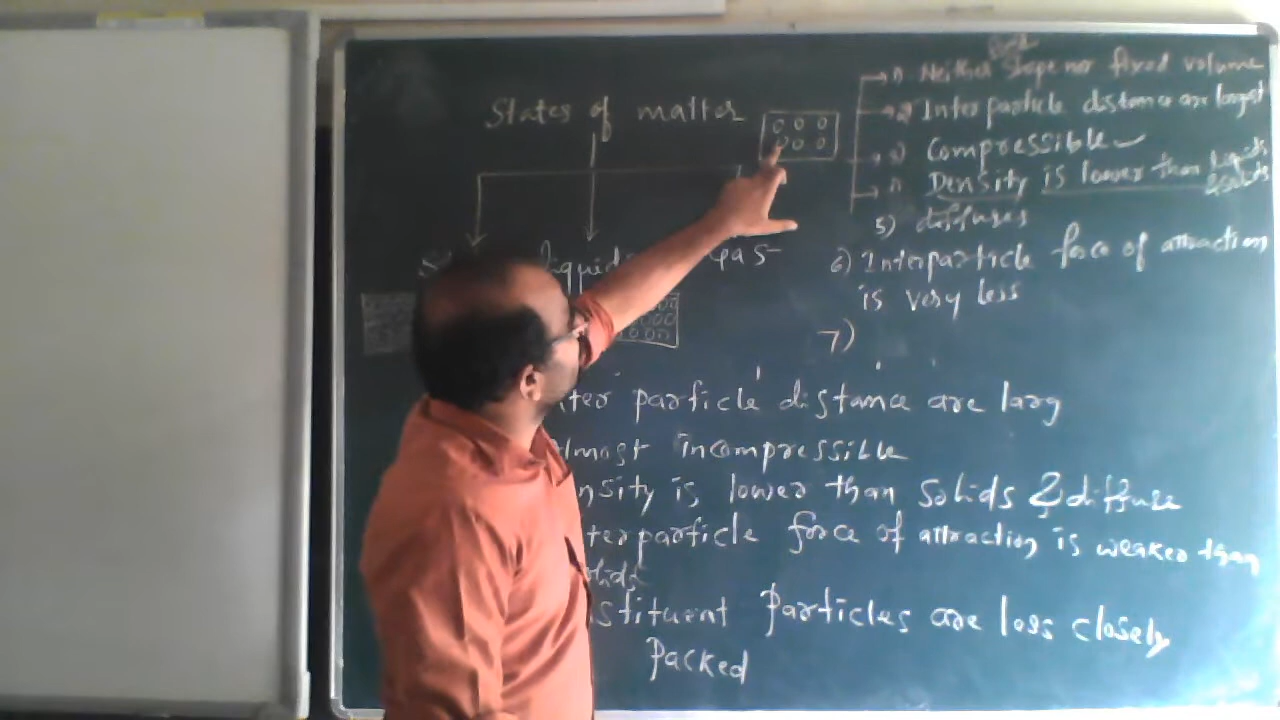 States of matter
liquid gas
1) Neither shape nor fixed volume
2) Interparticle distance are largest
3) Compressible
4) Density is lower than liquids
solids
5) diffuses
6) Interparticle force of attraction
is very less
7)
ter particle distance are larg
lmost incompressible
nsity is lower than solids & diffuse
terparticle force of attraction is weaker than
olids
stituent particles are less closely
packed